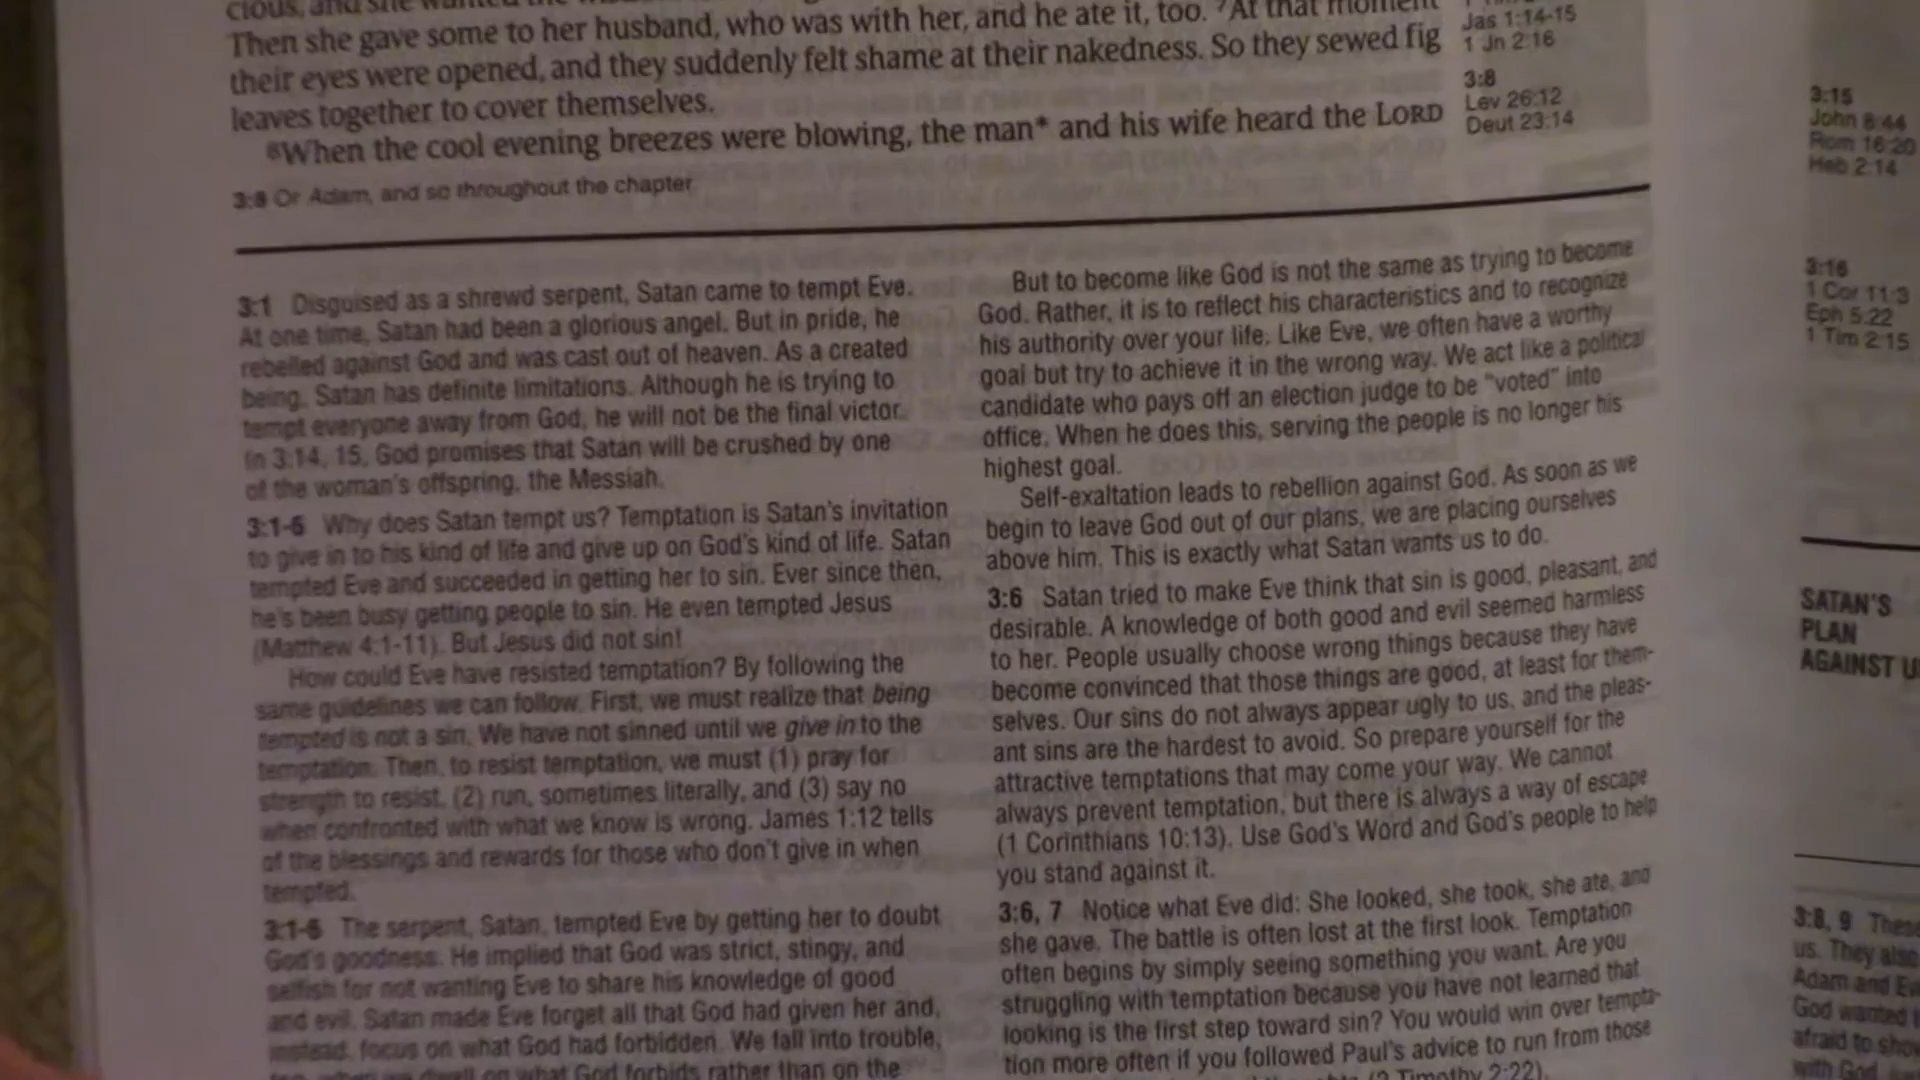 cious, and she wanted the
Then she gave some to her husband, who was with her, and he ate it, too. ⁷At that moment
their eyes were opened, and they suddenly felt shame at their nakedness. So they sewed fig
leaves together to cover themselves.
⁸When the cool evening breezes were blowing, the man* and his wife heard the LORD
3:8 Or Adam, and so throughout the chapter.
Jas 1:14-15
1 Jn 2:16
3:8
Lev 26:12
Deut 23:14
3:1 Disguised as a shrewd serpent, Satan came to tempt Eve.
At one time, Satan had been a glorious angel. But in pride, he
rebelled against God and was cast out of heaven. As a created
being, Satan has definite limitations. Although he is trying to
tempt everyone away from God, he will not be the final victor.
In 3:14, 15, God promises that Satan will be crushed by one
of the woman's offspring, the Messiah.
3:1-6 Why does Satan tempt us? Temptation is Satan's invitation
to give in to his kind of life and give up on God's kind of life. Satan
tempted Eve and succeeded in getting her to sin. Ever since then,
he's been busy getting people to sin. He even tempted Jesus
(Matthew 4:1-11). But Jesus did not sin!
How could Eve have resisted temptation? By following the
same guidelines we can follow. First, we must realize that being
tempted is not a sin. We have not sinned until we give in to the
temptation. Then, to resist temptation, we must (1) pray for
strength to resist, (2) run, sometimes literally, and (3) say no
when confronted with what we know is wrong. James 1:12 tells
of the blessings and rewards for those who don't give in when
tempted.
3:1-6 The serpent, Satan, tempted Eve by getting her to doubt
God's goodness. He implied that God was strict, stingy, and
selfish for not wanting Eve to share his knowledge of good
and evil. Satan made Eve forget all that God had given her and,
instead, focus on what God had forbidden. We fall into trouble,
too, when we dwell on what God forbids rather than on the
But to become like God is not the same as trying to become
God. Rather, it is to reflect his characteristics and to recognize
his authority over your life. Like Eve, we often have a worthy
goal but try to achieve it in the wrong way. We act like a political
candidate who pays off an election judge to be "voted" into
office. When he does this, serving the people is no longer his
highest goal.
Self-exaltation leads to rebellion against God. As soon as we
begin to leave God out of our plans, we are placing ourselves
above him. This is exactly what Satan wants us to do.
3:6 Satan tried to make Eve think that sin is good, pleasant, and
desirable. A knowledge of both good and evil seemed harmless
to her. People usually choose wrong things because they have
become convinced that those things are good, at least for them-
selves. Our sins do not always appear ugly to us, and the pleas-
ant sins are the hardest to avoid. So prepare yourself for the
attractive temptations that may come your way. We cannot
always prevent temptation, but there is always a way of escape
(1 Corinthians 10:13). Use God's Word and God's people to help
you stand against it.
3:6, 7 Notice what Eve did: She looked, she took, she ate, and
she gave. The battle is often lost at the first look. Temptation
often begins by simply seeing something you want. Are you
struggling with temptation because you have not learned that
looking is the first step toward sin? You would win over tempta-
tion more often if you followed Paul's advice to run from those
(2 Timothy 2:22).
3:15
John 8:44
Rom 16:20
Heb 2:14
3:16
1 Cor 11:3
Eph 5:22
1 Tim 2:15
SATAN'S
PLAN
AGAINST U
3:8, 9 These
us. They also
Adam and Ev
God wanted t
afraid to show
with God